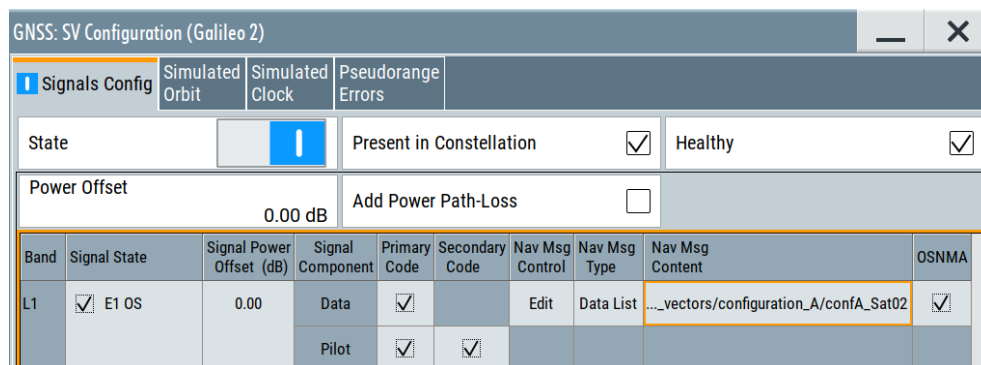 GNSS: SV Configuration (Galileo 2)
Signals Config
Simulated Orbit
Simulated Clock
Pseudorange Errors
State
Present in Constellation
Healthy
Power Offset
0.00 dB
Add Power Path-Loss
Band
Signal State
Signal Power Offset (dB)
Signal Component
Primary Code
Secondary Code
Nav Msg Control
Nav Msg Type
Nav Msg Content
OSNMA
L1
E1 OS
0.00
Data
Edit
Data List
..._vectors/configuration_A/confA_Sat02
Pilot